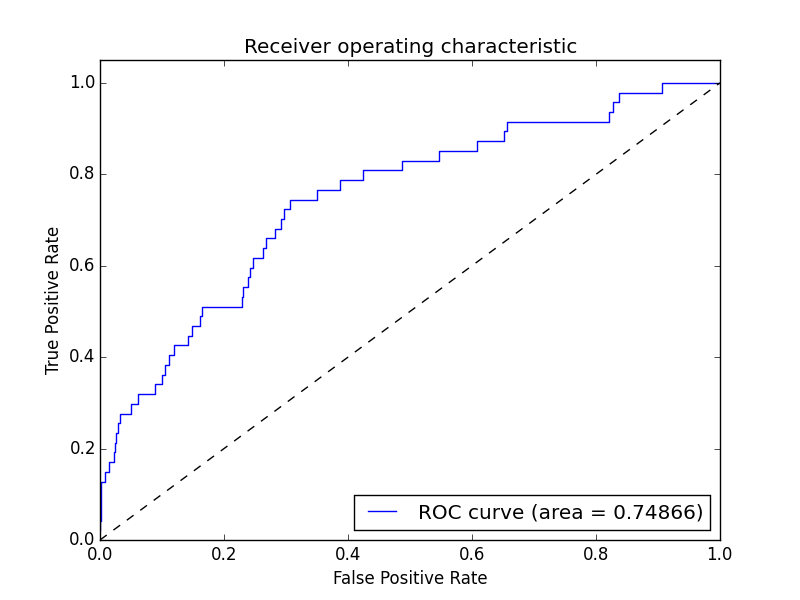 Receiver operating characteristic
1.0
0.8
0.6
0.4
0.2
0.0
True Positive Rate
ROC curve (area = 0.74866)
0.0 0.2 0.4 0.6 0.8 1.0
False Positive Rate